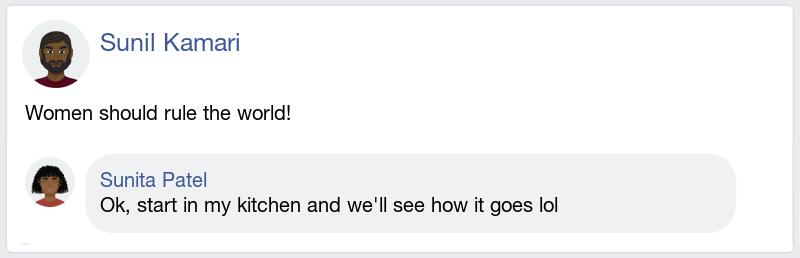 Sunil Kamari
Women should rule the world!
Sunita Patel
Ok, start in my kitchen and we'll see how it goes lol